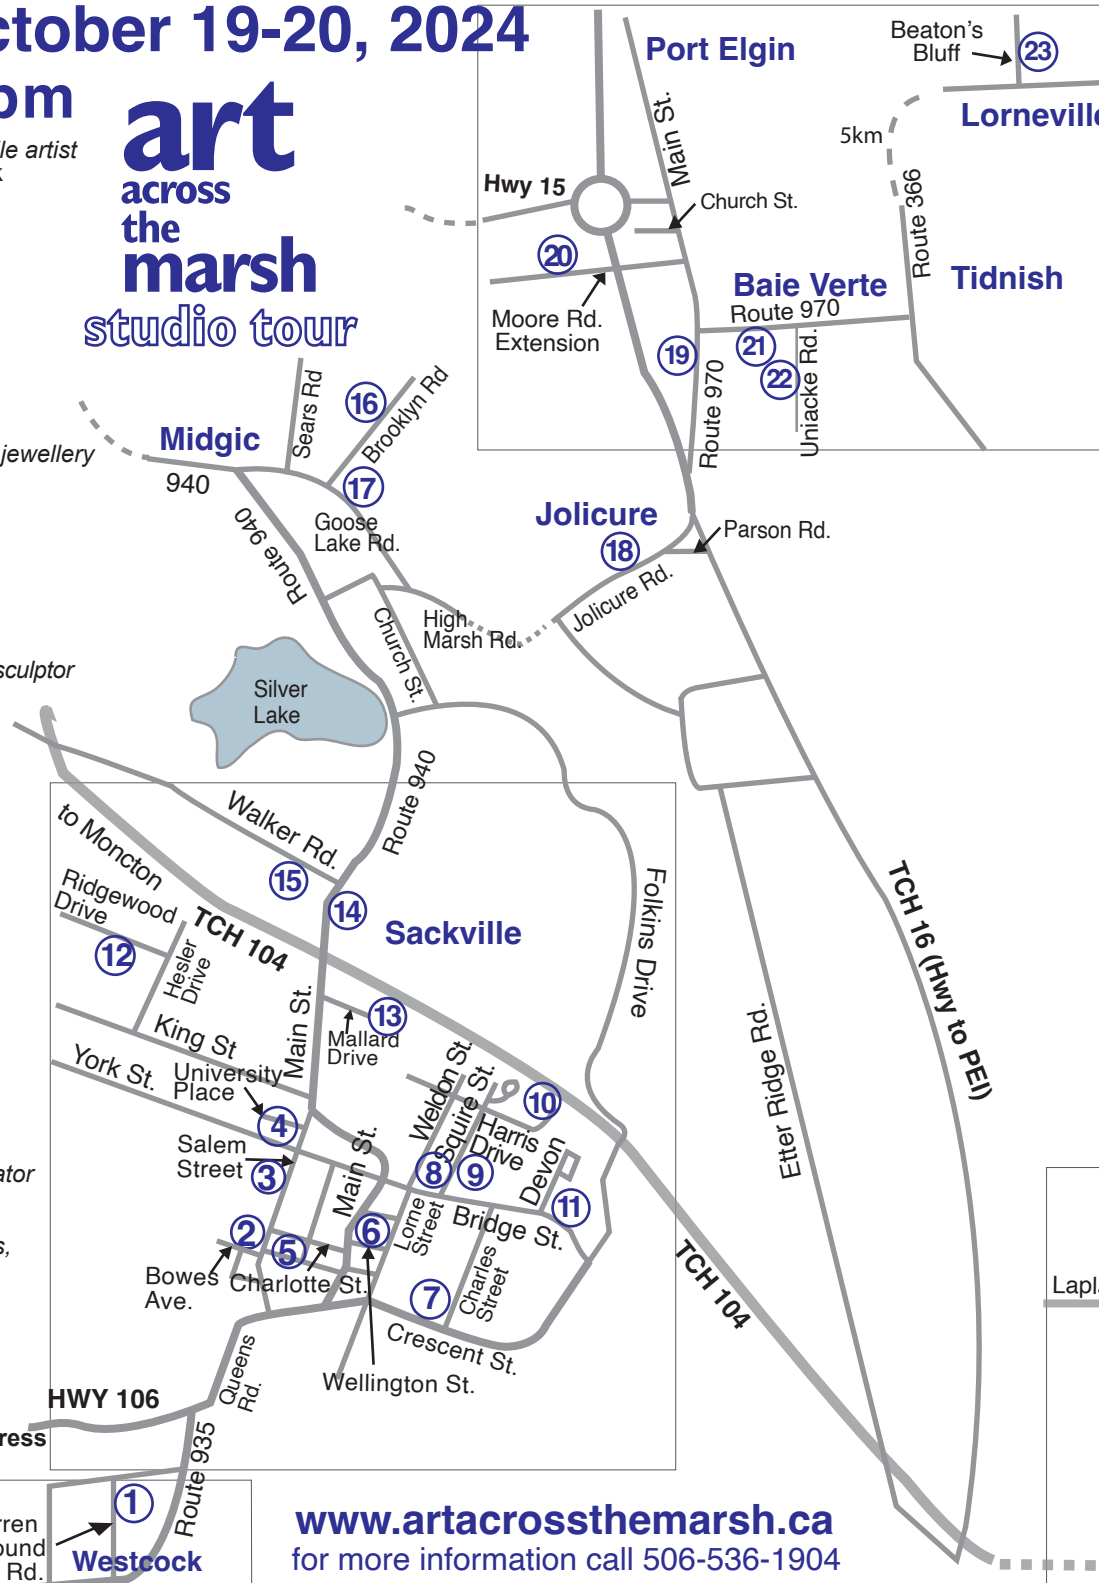 ctober 19-20, 2024
pm
le artist
art
across
the
marsh
studio tour
Port Elgin
Main St.
Beaton's
Bluff
23
Lorneville
5km
Hwy 15
Church St.
Route 366
20
Baie Verte
Tidnish
Moore Rd.
Extension
Route 970
19
21
22
Uniacke Rd.
Route 970
Sears Rd
16
Brooklyn Rd
jewellery
Midgic
940
17
Route 940
Goose
Lake Rd.
Jolicure
18
Parson Rd.
Jolicure Rd.
High
Marsh Rd.
Church St.
sculptor
Silver
Lake
Route 940
to Moncton
Walker Rd.
15
14
Sackville
Ridgewood
Drive
12
Hesler
Drive
TCH 104
Folkins Drive
TCH 16 (Hwy to PEI)
Etter Ridge Rd.
King St
York St.
Main St.
13
Mallard
Drive
University
Place
4
Weldon St.
Squire St.
10
Harris
Drive
Devon
Salem
Street
3
Main St.
8
9
11
ator
2
5
6
Lorne
Street
Bridge St.
s,
Bowes
Ave.
Charlotte St.
7
Charles
Street
TCH 104
Lapl
Crescent St.
Wellington St.
Queens
Rd.
HWY 106
ress
Route 935
1
ren
ound
Rd.
Westcock
www.artacrossthemarsh.ca
for more information call 506-536-1904